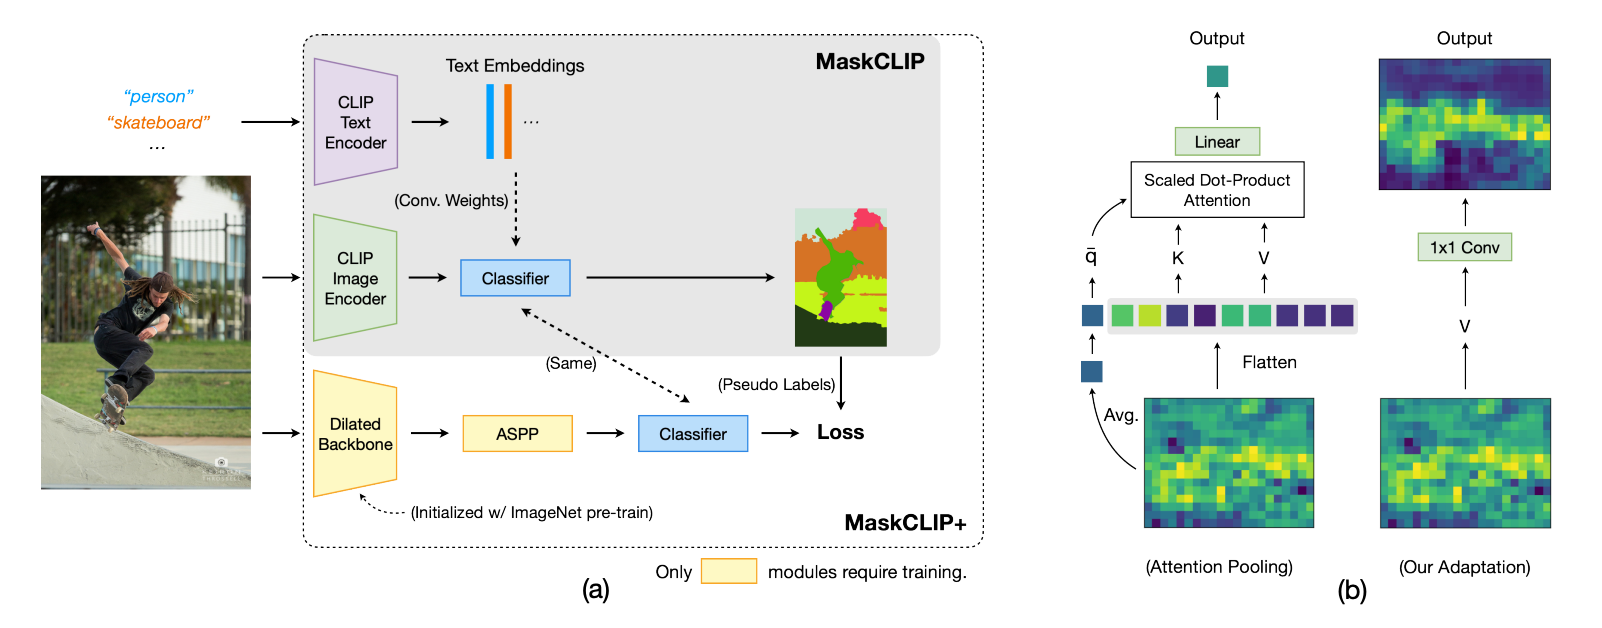 “person”
“skateboard”
...
CLIP
Text
Encoder
Text Embeddings
...
MaskCLIP
(Conv. Weights)
CLIP
Image
Encoder
Classifier
(Same)
(Pseudo Labels)
Dilated
Backbone
ASPP
Classifier
Loss
(Initialized w/ ImageNet pre-train)
MaskCLIP+
Only
modules require training.
(a)
Output
Linear
Scaled Dot-Product
Attention
q̄
K
V
Flatten
Avg.
(Attention Pooling)
Output
1x1 Conv
V
(Our Adaptation)
(b)